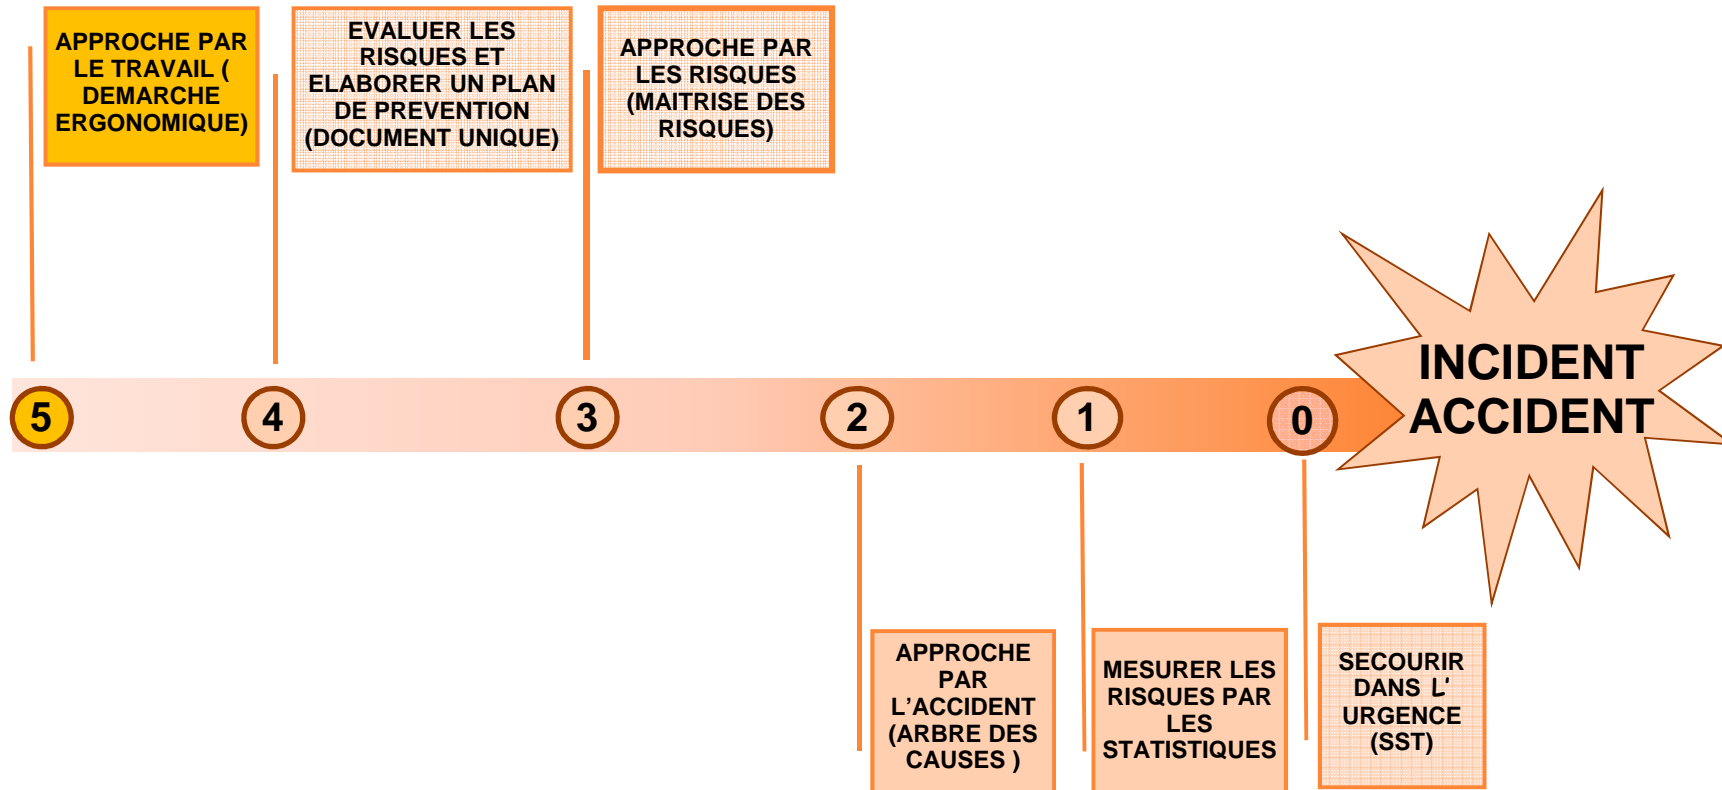 APPROCHE PAR
LE TRAVAIL (
DEMARCHE
ERGONOMIQUE)
EVALUER LES
RISQUES ET
ELABORER UN PLAN
DE PREVENTION
(DOCUMENT UNIQUE)
APPROCHE PAR
LES RISQUES
(MAITRISE DES
RISQUES)
5
4
3
2
1
0
INCIDENT
ACCIDENT
APPROCHE
PAR
L’ACCIDENT
(ARBRE DES
CAUSES )
MESURER LES
RISQUES PAR
LES
STATISTIQUES
SECOURIR
DANS L'
URGENCE
(SST)